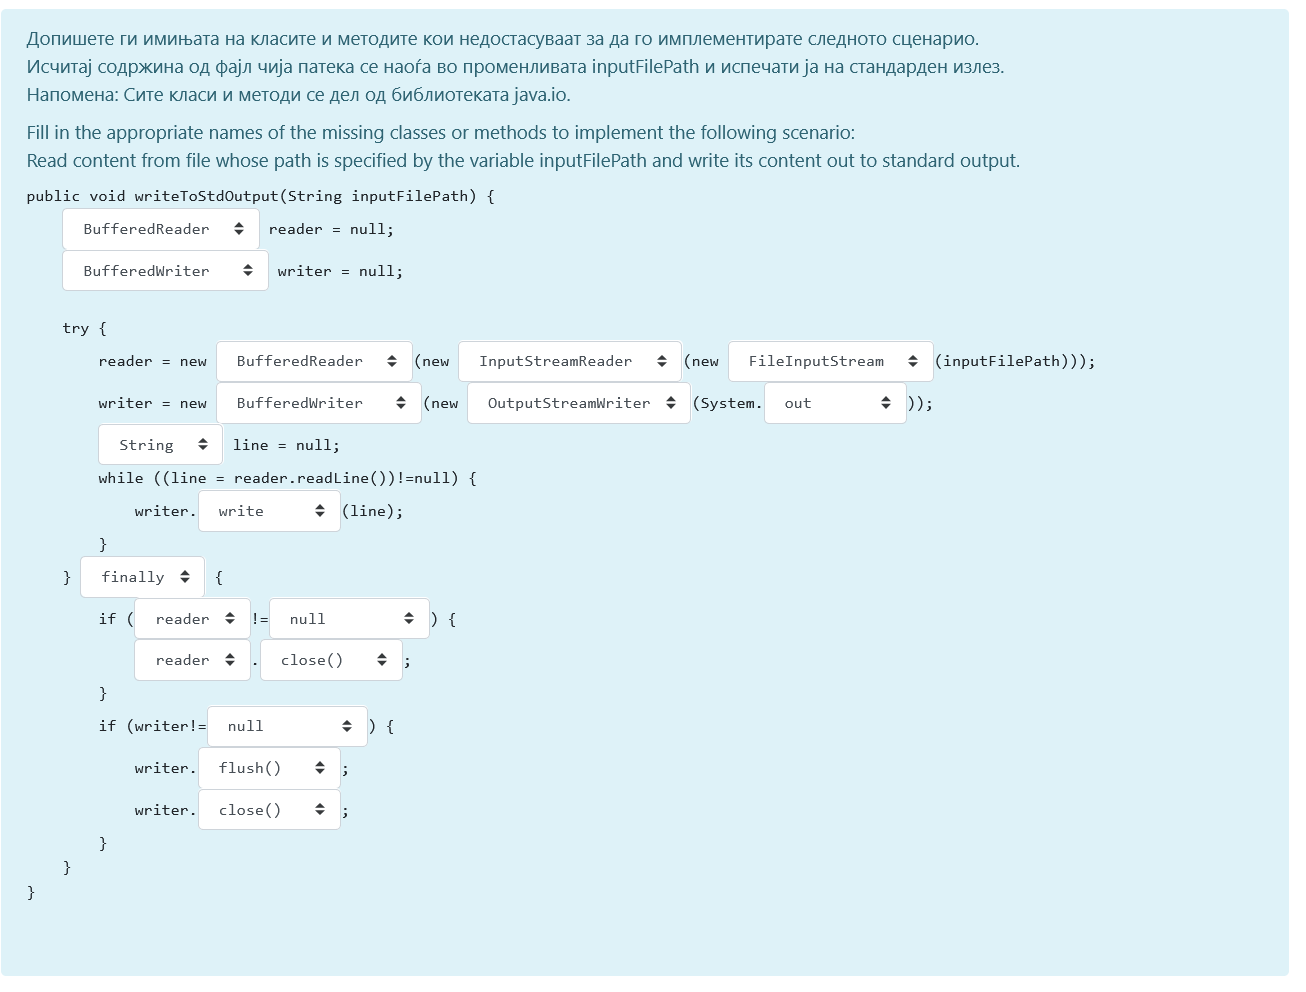 Допишете ги имињата на класите и методите кои недостасуваат за да го имплементирате следното сценарио.
Исчитај содржина од фајл чија патека се наоѓа во променливата inputFilePath и испечати ја на стандарден излез.
Напомена: Сите класи и методи се дел од библиотеката java.io.
Fill in the appropriate names of the missing classes or methods to implement the following scenario:
Read content from file whose path is specified by the variable inputFilePath and write its content out to standard output.
public void writeToStdOutput(String inputFilePath) {
BufferedReader reader = null;
BufferedWriter writer = null;
try {
reader = new BufferedReader (new InputStreamReader (new FileInputStream (inputFilePath)));
writer = new BufferedWriter (new OutputStreamWriter (System. out ));
String line = null;
while ((line = reader.readLine())!=null) {
writer. write (line);
}
} finally {
if ( reader != null ) {
reader . close() ;
}
if (writer!= null ) {
writer. flush() ;
writer. close() ;
}
}
}